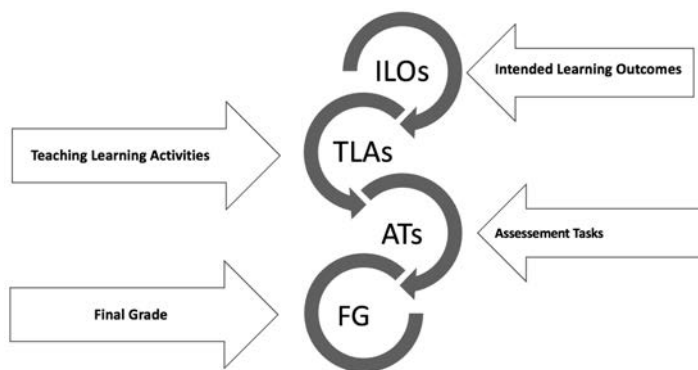 ILOs
Intended Learning Outcomes
Teaching Learning Activities
TLAs
ATs
Assessement Tasks
Final Grade
FG